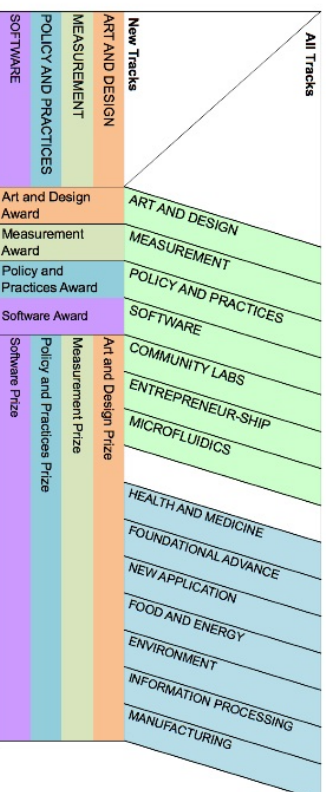 All Tracks
New Tracks
ART AND DESIGN
MEASUREMENT
POLICY AND PRACTICES
SOFTWARE
Art and Design
Award
Measurement
Award
Policy and
Practices Award
Software Award
ART AND DESIGN
MEASUREMENT
POLICY AND PRACTICES
SOFTWARE
COMMUNITY LABS
ENTREPRENEUR-SHIP
MICROFLUIDICS
HEALTH AND MEDICINE
FOUNDATIONAL ADVANCE
NEW APPLICATION
FOOD AND ENERGY
ENVIRONMENT
INFORMATION PROCESSING
MANUFACTURING
Art and Design Prize
Measurement Prize
Policy and Practices Prize
Software Prize